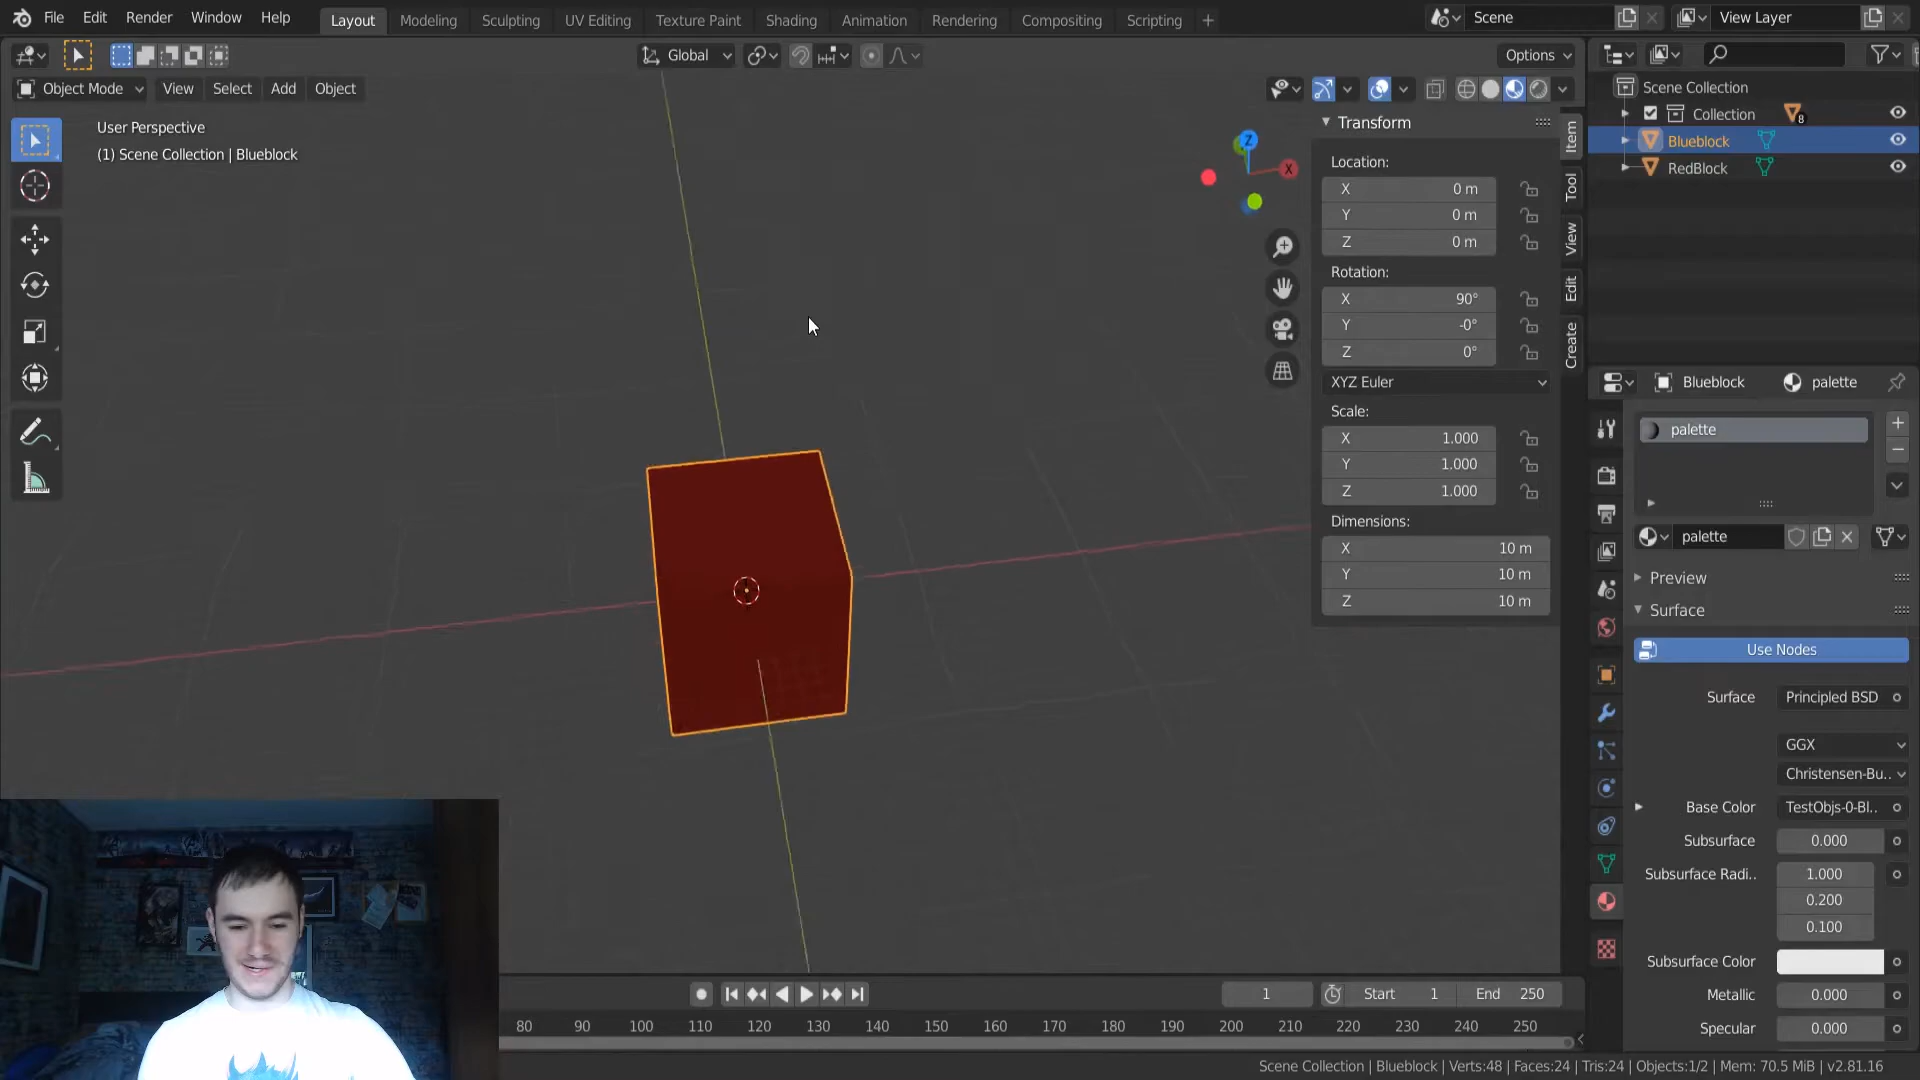 File Edit Render Window Help Layout Modeling Sculpting UV Editing Texture Paint Shading Animation Rendering Compositing Scripting + Scene View Layer
Global Options
Object Mode View Select Add Object
User Perspective
(1) Scene Collection | Blueblock
Z
X
Transform
Location:
X 0 m
Y 0 m
Z 0 m
Rotation:
X 90°
Y -0°
Z 0°
XYZ Euler
Scale:
X 1.000
Y 1.000
Z 1.000
Dimensions:
X 10 m
Y 10 m
Z 10 m
Item
Tool
View
Edit
Create
Scene Collection
Collection 8
Blueblock
RedBlock
Blueblock palette
palette
palette
Preview
Surface
Use Nodes
Surface Principled BSD
GGX
Christensen-Bu..
Base Color TestObjs-0-Bl..
Subsurface 0.000
Subsurface Radi.. 1.000
0.200
0.100
Subsurface Color
Metallic 0.000
Specular 0.000
1 Start 1 End 250
80 90 100 110 120 130 140 150 160 170 180 190 200 210 220 230 240 250
Scene Collection | Blueblock | Verts:48 | Faces:24 | Tris:24 | Objects:1/2 | Mem: 70.5 MiB | v2.81.16